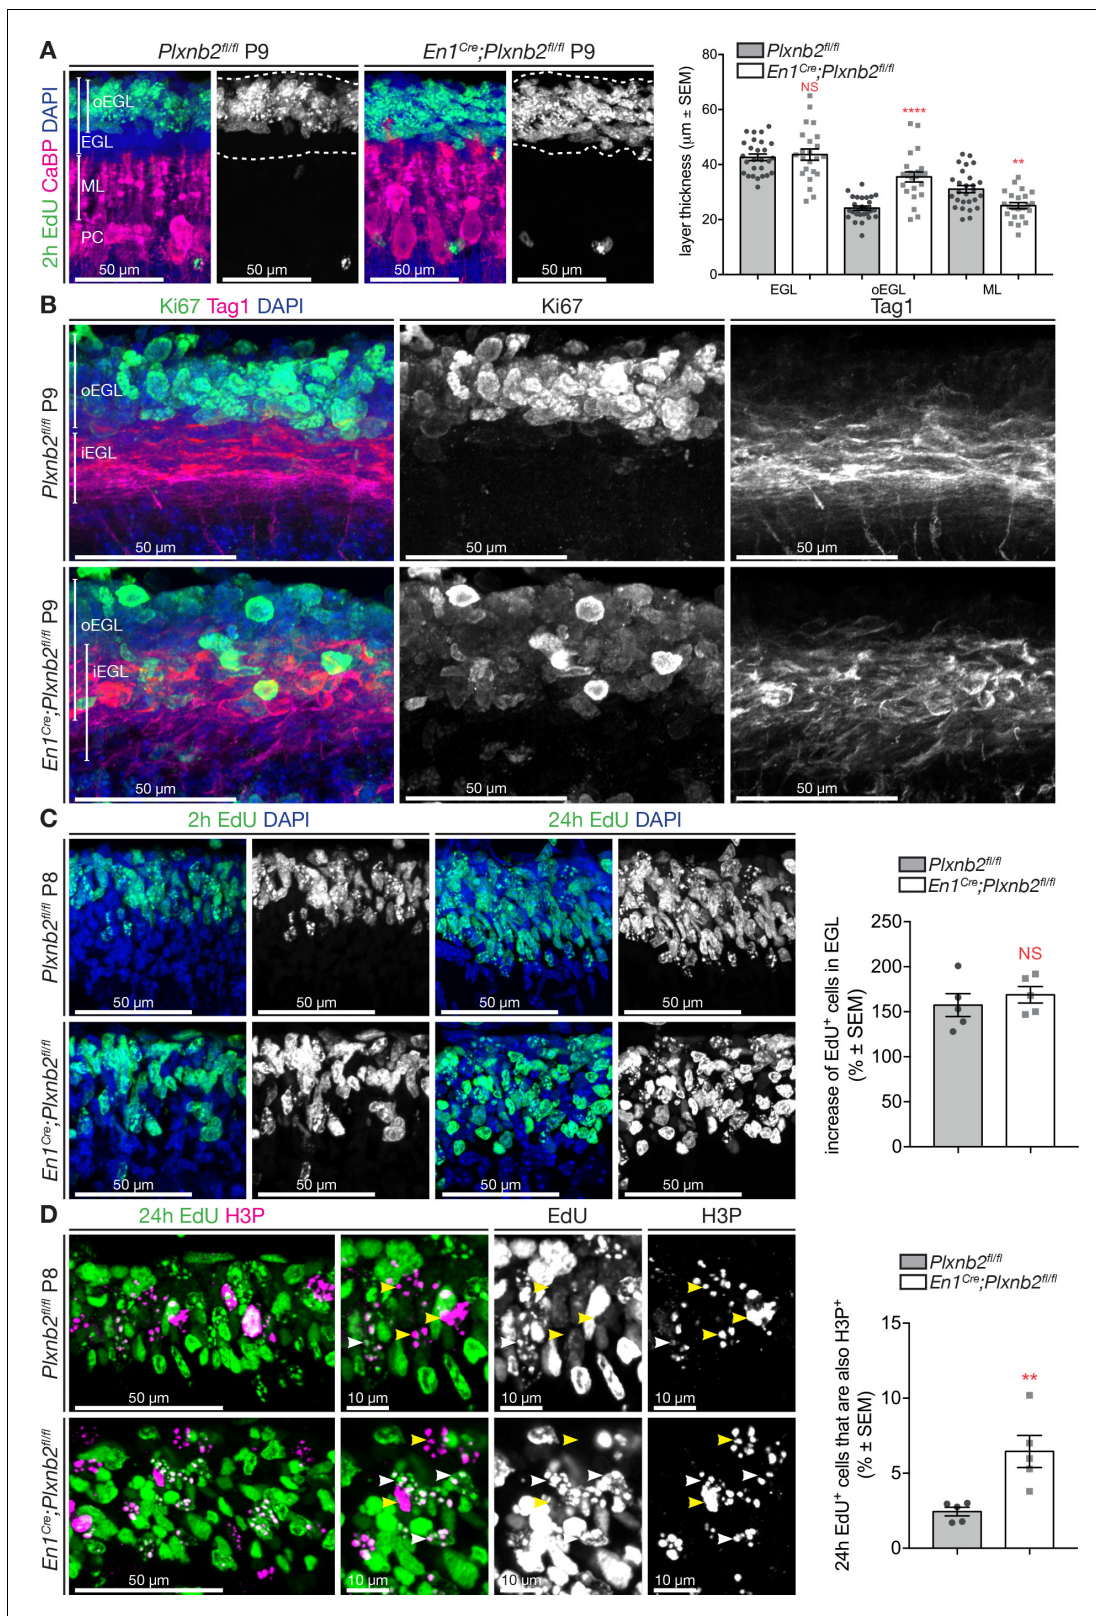 A
Plxnb2fl/fl P9
En1Cre;Plxnb2fl/fl P9
2h EdU CaBP DAPI
oEGL
EGL
ML
PC
50 µm
50 µm
50 µm
50 µm
Plxnb2fl/fl
En1Cre;Plxnb2fl/fl
layer thickness (µm ± SEM)
80
60
40
20
0
NS
****
**
EGL
oEGL
ML
B
Ki67 Tag1 DAPI
Ki67
Tag1
Plxnb2fl/fl P9
oEGL
iEGL
50 µm
50 µm
50 µm
En1Cre;Plxnb2fl/fl P9
oEGL
iEGL
50 µm
50 µm
50 µm
C
2h EdU DAPI
24h EdU DAPI
Plxnb2fl/fl P8
50 µm
50 µm
50 µm
50 µm
En1Cre;Plxnb2fl/fl
50 µm
50 µm
50 µm
50 µm
Plxnb2fl/fl
En1Cre;Plxnb2fl/fl
increase of EdU+ cells in EGL
(% ± SEM)
250
200
150
100
50
0
NS
D
24h EdU H3P
EdU
H3P
Plxnb2fl/fl P8
50 µm
10 µm
10 µm
10 µm
En1Cre;Plxnb2fl/fl
50 µm
10 µm
10 µm
10 µm
Plxnb2fl/fl
En1Cre;Plxnb2fl/fl
24h EdU+ cells that are also H3P+
(% ± SEM)
15
10
5
0
**